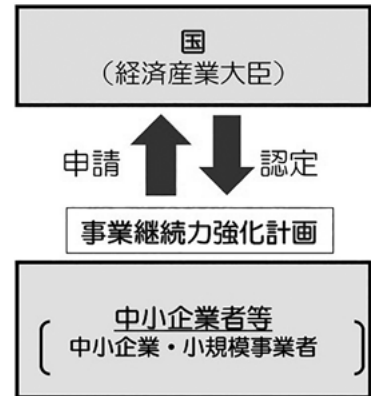 国
（経済産業大臣）
申請
認定
事業継続力強化計画
中小企業者等
中小企業・小規模事業者